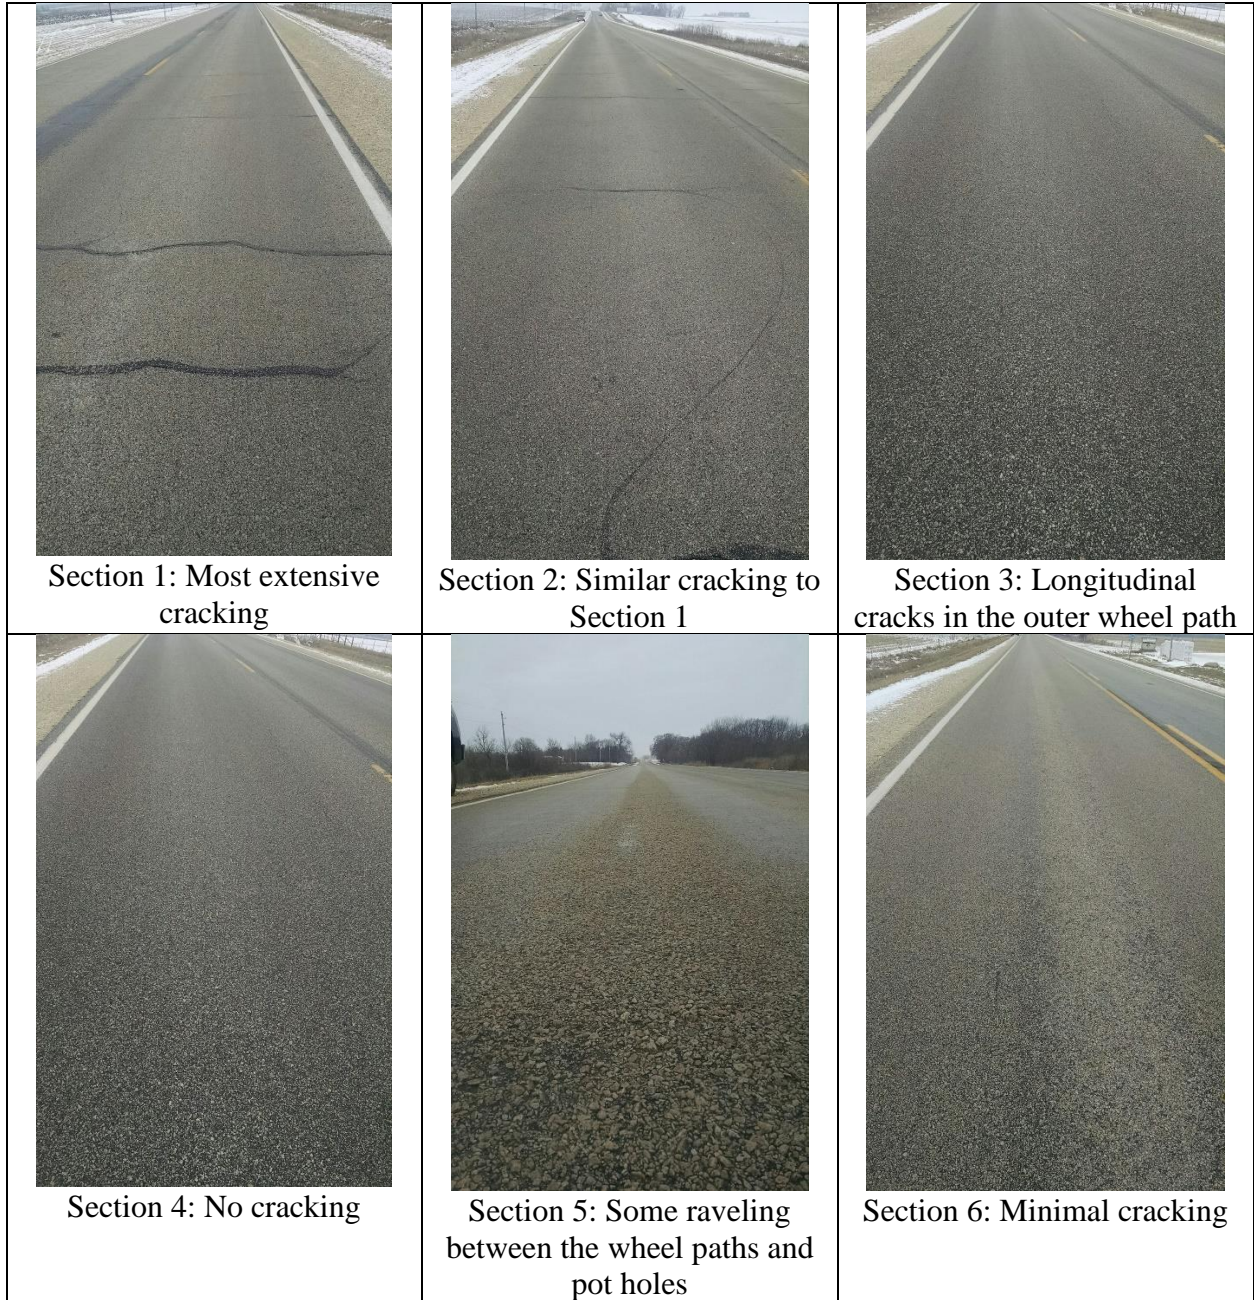 Section 1: Most extensive
cracking
Section 2: Similar cracking to
Section 1
Section 3: Longitudinal
cracks in the outer wheel path
Section 4: No cracking
Section 5: Some raveling
between the wheel paths and
pot holes
Section 6: Minimal cracking